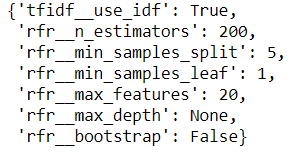 {'tfidf__use_idf': True,
'rfr__n_estimators': 200,
'rfr__min_samples_split': 5,
'rfr__min_samples_leaf': 1,
'rfr__max_features': 20,
'rfr__max_depth': None,
'rfr__bootstrap': False}